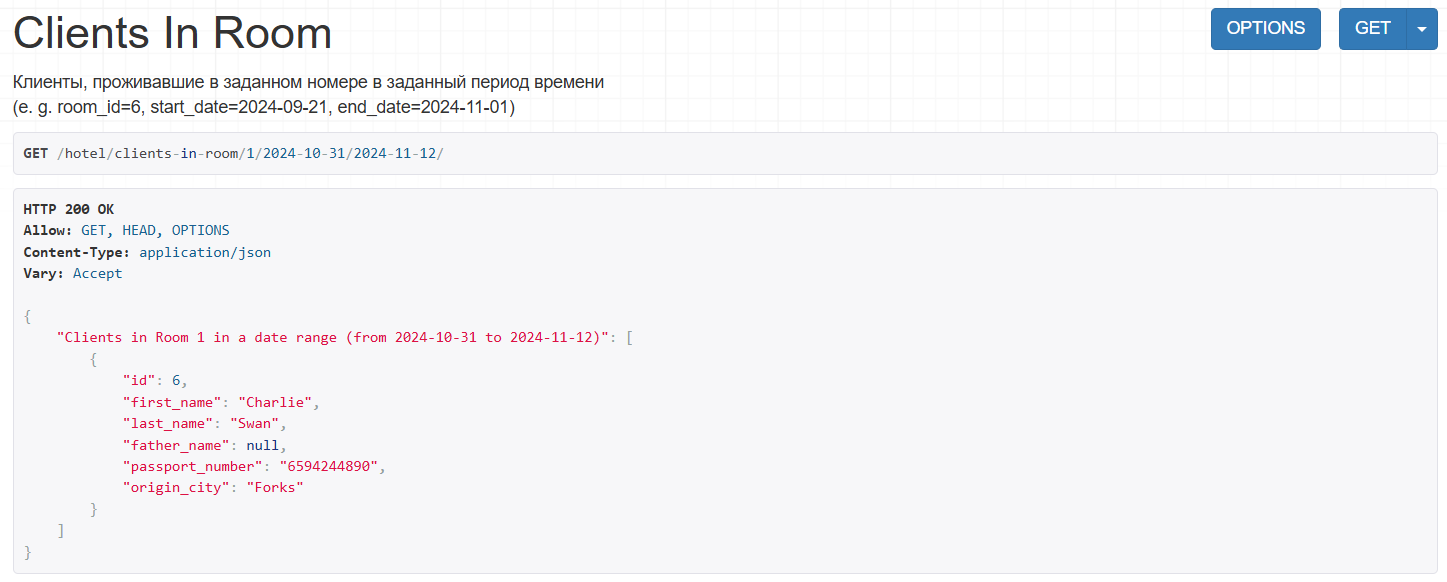 Clients In Room
OPTIONS
GET
Клиенты, проживавшие в заданном номере в заданный период времени
(e. g. room_id=6, start_date=2024-09-21, end_date=2024-11-01)
GET /hotel/clients-in-room/1/2024-10-31/2024-11-12/
HTTP 200 OK
Allow: GET, HEAD, OPTIONS
Content-Type: application/json
Vary: Accept
{
    "Clients in Room 1 in a date range (from 2024-10-31 to 2024-11-12)": [
        {
            "id": 6,
            "first_name": "Charlie",
            "last_name": "Swan",
            "father_name": null,
            "passport_number": "6594244890",
            "origin_city": "Forks"
        }
    ]
}